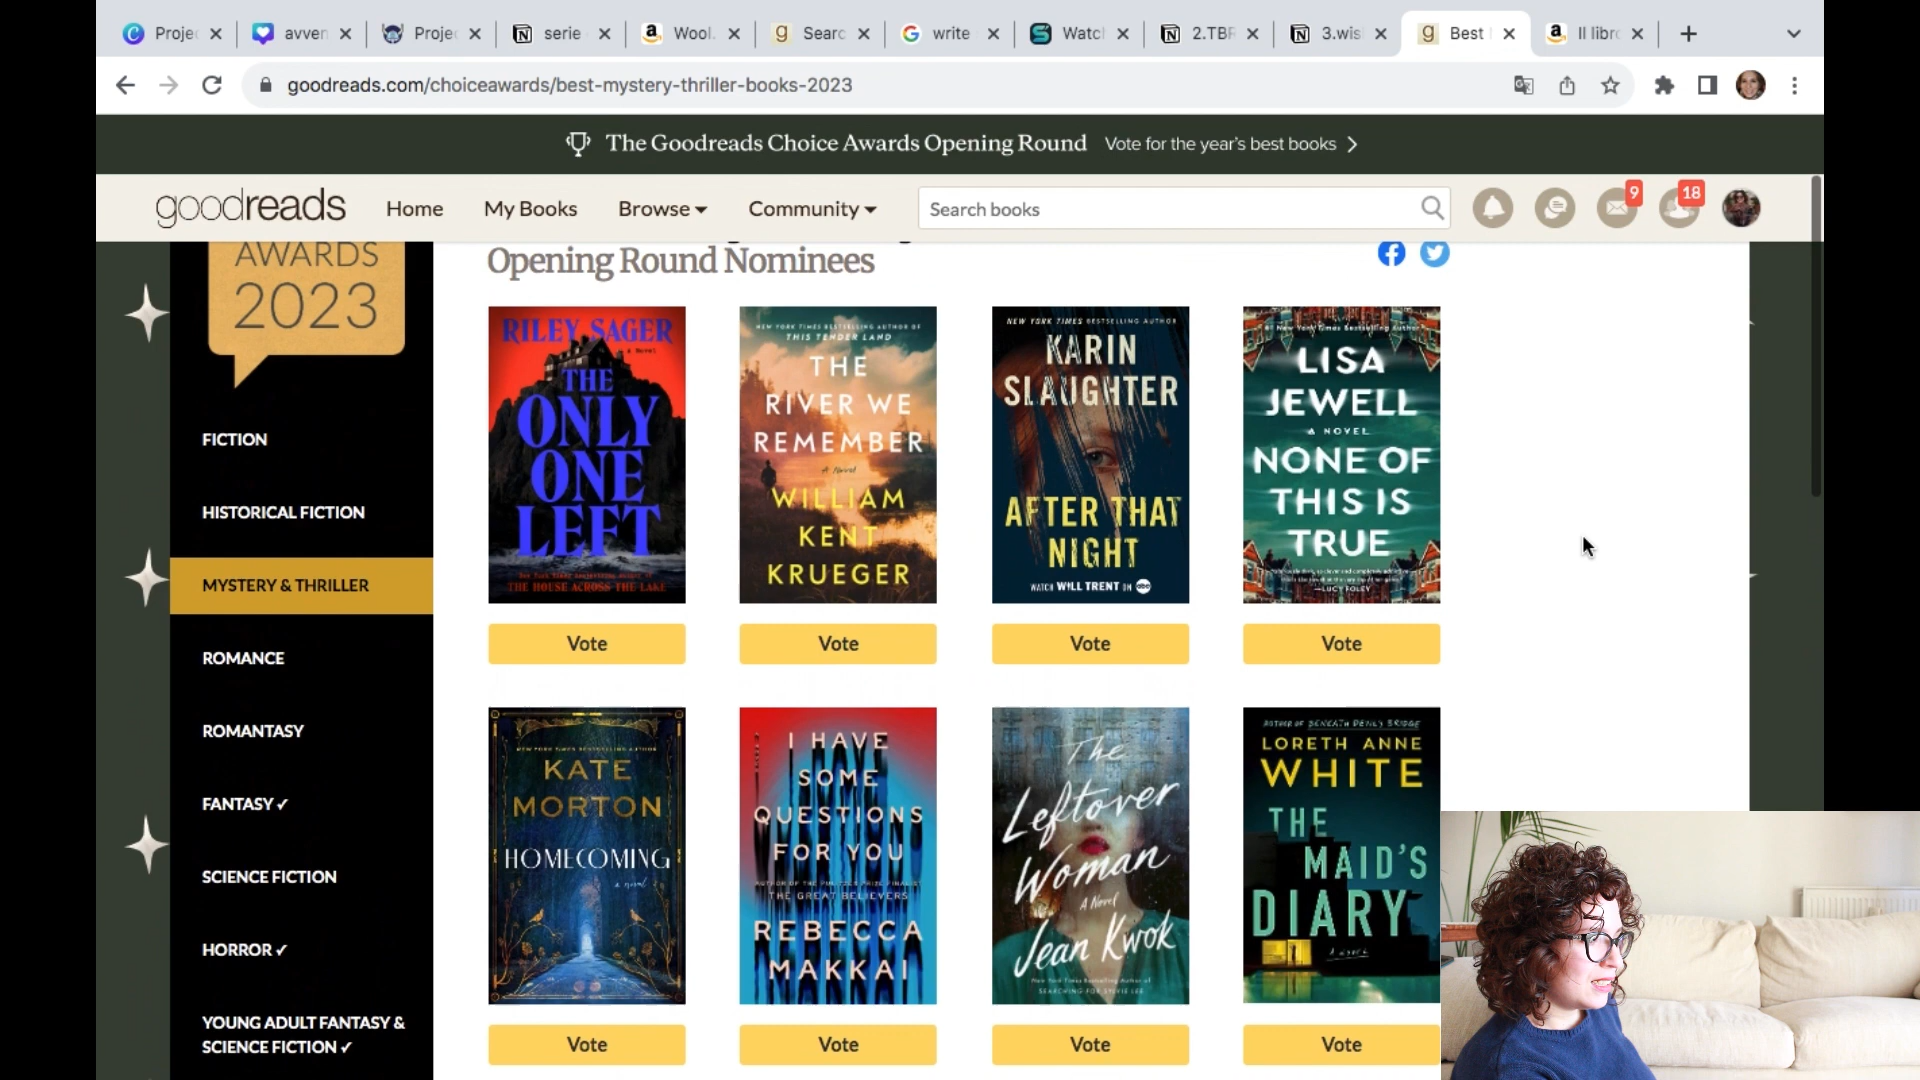 Proje
avven
Proje
serie
Wool.
Searc
write
Watcl
2.TBR
3.wis
Best
Il libro
goodreads.com/choiceawards/best-mystery-thriller-books-2023
The Goodreads Choice Awards Opening Round Vote for the year's best books
goodreads
Home
My Books
Browse
Community
Search books
9
18
AWARDS
2023
Opening Round Nominees
FICTION
HISTORICAL FICTION
MYSTERY & THRILLER
ROMANCE
ROMANTASY
FANTASY ✓
SCIENCE FICTION
HORROR ✓
YOUNG ADULT FANTASY &
SCIENCE FICTION ✓
RILEY SAGER
a Novel
THE
ONLY
ONE
LEFT
THE HOUSE ACROSS THE LAKE
NEW YORK TIMES BESTSELLING AUTHOR OF
THIS TENDER LAND
THE
RIVER WE
REMEMBER
A Novel
WILLIAM
KENT
KRUEGER
NEW YORK TIMES BESTSELLING AUTHOR
KARIN
SLAUGHTER
AFTER THAT
NIGHT
WATCH WILL TRENT ON abc
#1 New York Times Bestselling Author
LISA
JEWELL
A NOVEL
NONE OF
THIS IS
TRUE
—LUCY FOLEY
Vote
Vote
Vote
Vote
NEW YORK TIMES BESTSELLING AUTHOR
KATE
MORTON
HOMECOMING
a novel
I HAVE
SOME
QUESTIONS
FOR YOU
AUTHOR OF THE PULITZER PRIZE FINALIST
THE GREAT BELIEVERS
REBECCA
MAKKAI
The
Leftover
Woman
A Novel
Jean Kwok
New York Times Bestselling Author of
SEARCHING FOR SYLVIE LEE
AUTHOR OF BENEATH DEVIL'S BRIDGE
LORETH ANNE
WHITE
THE
MAID'S
DIARY
A NOVEL
Vote
Vote
Vote
Vote